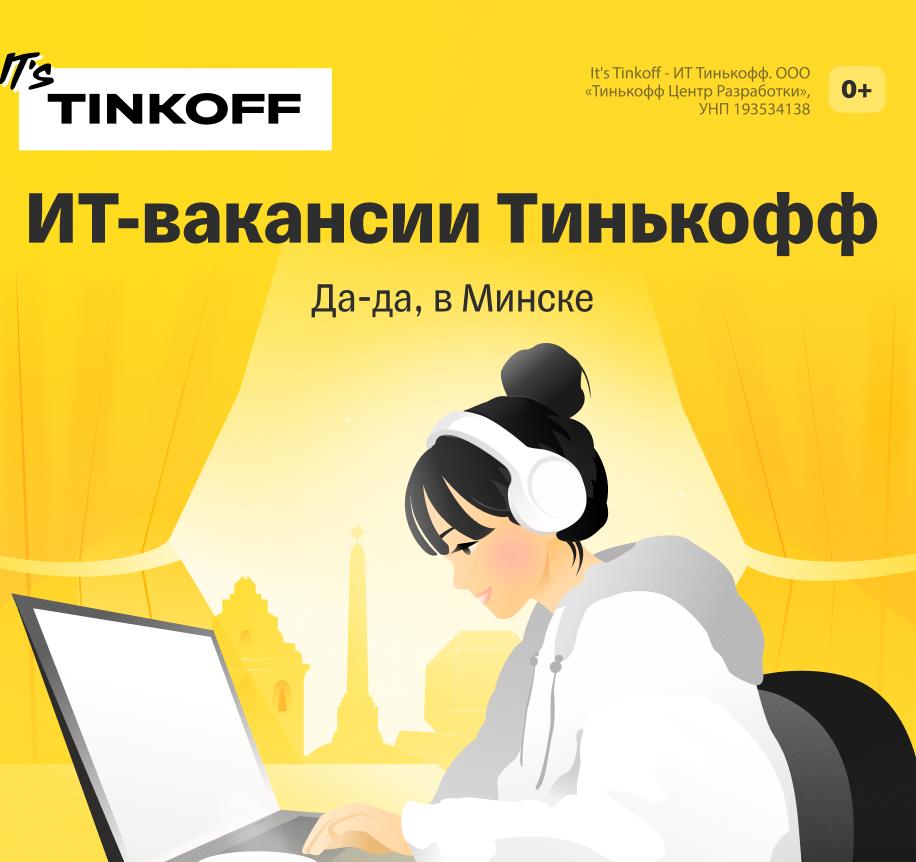 IT's
TINKOFF
It's Tinkoff - ИТ Тинькофф. ООО
«Тинькофф Центр Разработки»,
УНП 193534138
0+
ИТ-вакансии Тинькофф
Да-да, в Минске